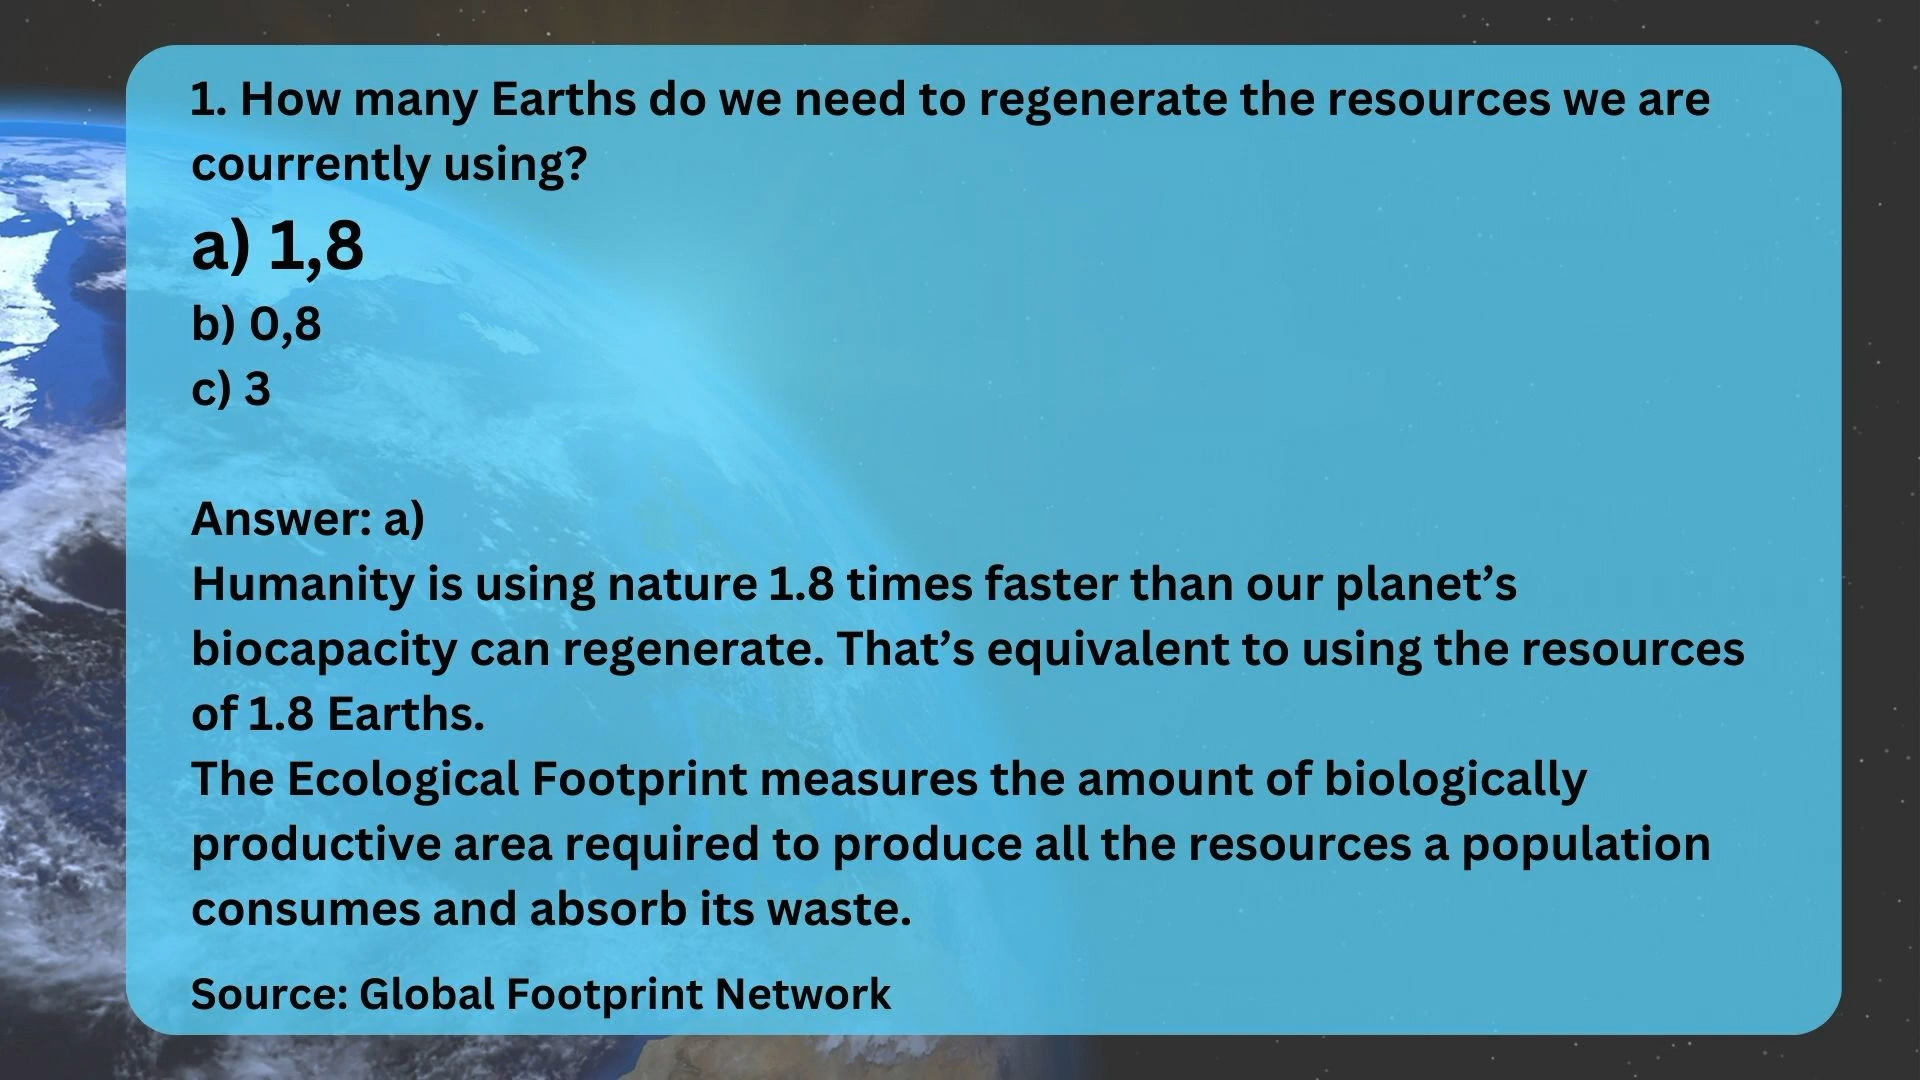 1. How many Earths do we need to regenerate the resources we are
courrently using?
a) 1,8
b) 0,8
c) 3
Answer: a)
Humanity is using nature 1.8 times faster than our planet’s
biocapacity can regenerate. That’s equivalent to using the resources
of 1.8 Earths.
The Ecological Footprint measures the amount of biologically
productive area required to produce all the resources a population
consumes and absorb its waste.
Source: Global Footprint Network